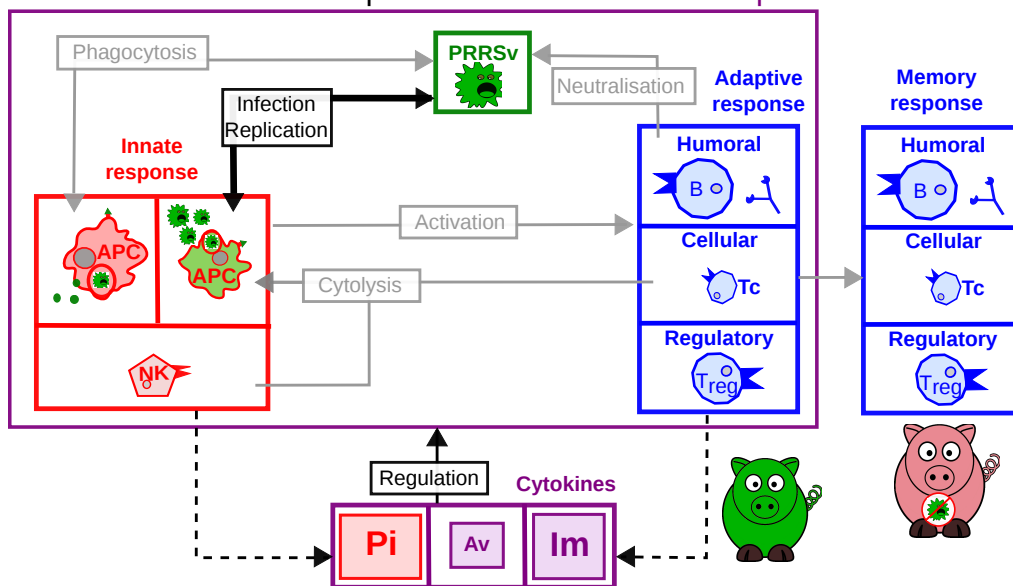 Phagocytosis
PRRSv
Neutralisation
Adaptive
response
Memory
response
Infection
Replication
Innate
response
Humoral
B
Humoral
B
APC
APC
Activation
Cellular
Tc
Cellular
Tc
Cytolysis
NK
Regulatory
Treg
Regulatory
Treg
Regulation
Cytokines
Pi
Av
Im